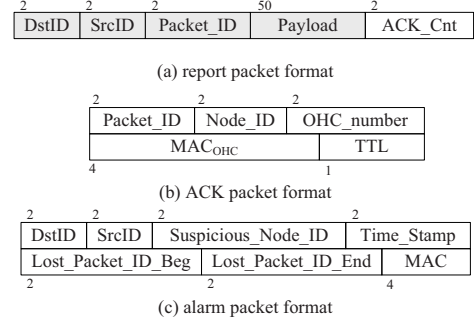 2 2 2 50 2
DstID SrcID Packet_ID Payload ACK_Cnt
(a) report packet format
2 2 2
Packet_ID Node_ID OHC_number
MAC_OHC TTL
4 1
(b) ACK packet format
2 2 2 2
DstID SrcID Suspicious_Node_ID Time_Stamp
Lost_Packet_ID_Beg Lost_Packet_ID_End MAC
2 2 4
(c) alarm packet format